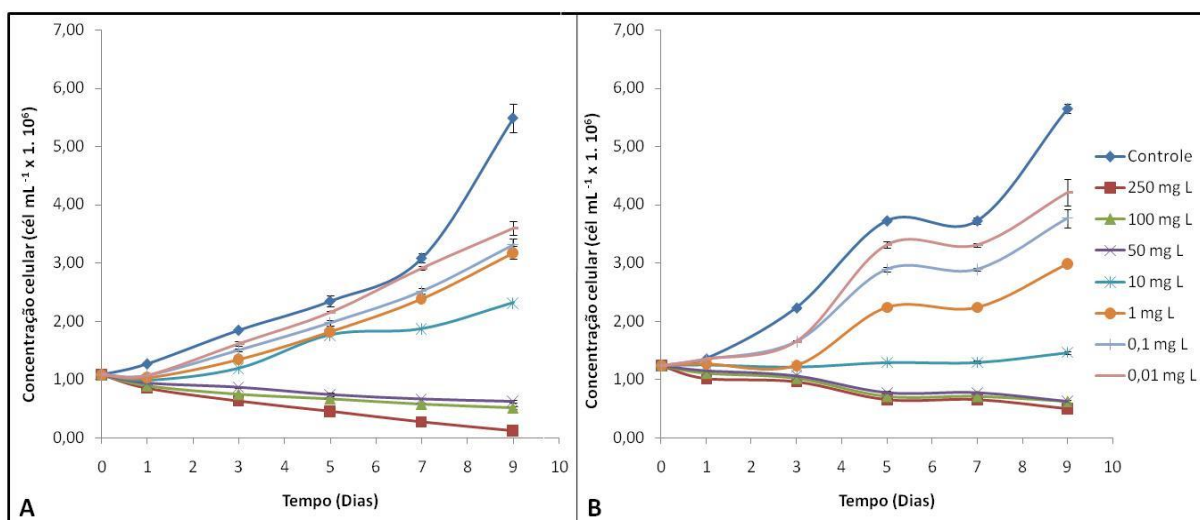 Concentração celular (cél mL ⁻¹ x 1. 10⁶)
7,00
6,00
5,00
4,00
3,00
2,00
1,00
0,00
0 1 2 3 4 5 6 7 8 9 10
Tempo (Dias)
A
Concentração celular (cél mL ⁻¹ x 1. 10⁶)
7,00
6,00
5,00
4,00
3,00
2,00
1,00
0,00
0 1 2 3 4 5 6 7 8 9 10
Tempo (Dias)
B
Controle
250 mg L
100 mg L
50 mg L
10 mg L
1 mg L
0,1 mg L
0,01 mg L